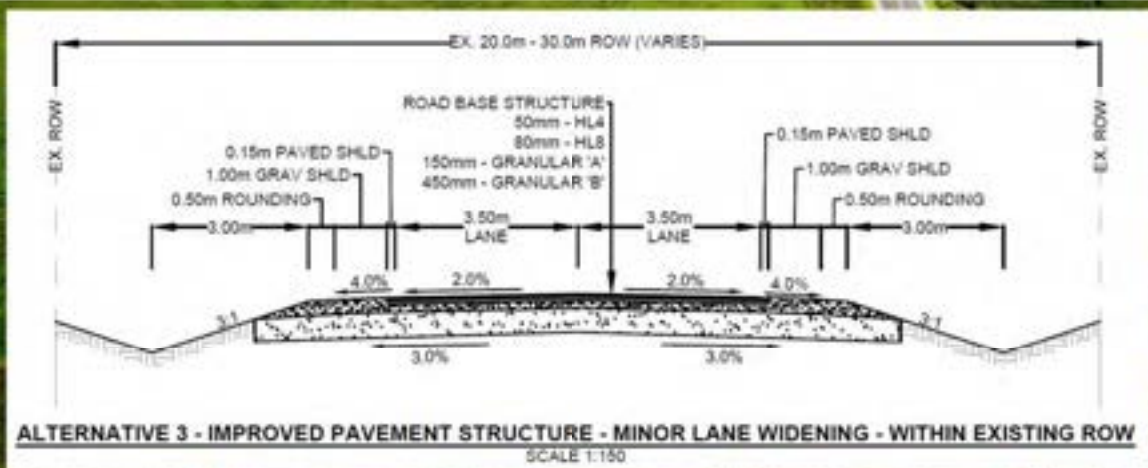 EX. 20.0m - 30.0m ROW (VARIES)
EX. ROW
EX. ROW
ROAD BASE STRUCTURE
50mm - HL4
80mm - HL8
150mm - GRANULAR 'A'
450mm - GRANULAR 'B'
0.15m PAVED SHLD
1.00m GRAV SHLD
0.50m ROUNDING
0.15m PAVED SHLD
1.00m GRAV SHLD
0.50m ROUNDING
3.00m
3.50m
LANE
3.50m
LANE
3.00m
4.0%
2.0%
2.0%
4.0%
3:1
3:1
3.0%
3.0%
ALTERNATIVE 3 - IMPROVED PAVEMENT STRUCTURE - MINOR LANE WIDENING - WITHIN EXISTING ROW
SCALE 1:150